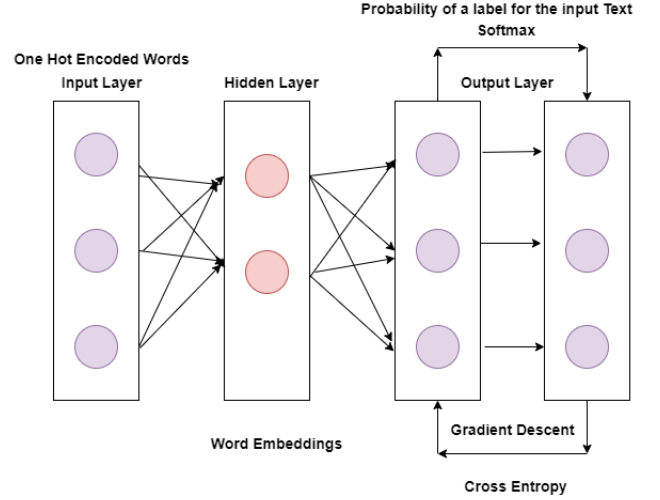 Probability of a label for the input Text
Softmax
One Hot Encoded Words
Input Layer
Hidden Layer
Output Layer
Word Embeddings
Gradient Descent
Cross Entropy